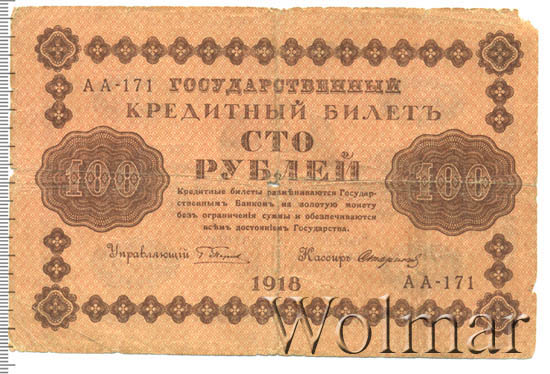 АА-171 ГОСУДАРСТВЕННЫЙ
КРЕДИТНЫЙ БИЛЕТЪ
СТО
РУБЛЕЙ
100
100
Кредитные билеты размѣниваются Государ-
ственнымъ Банкомъ на золотую монету
безъ ограниченія суммы и обезпечиваются
всѣмъ достояніемъ Государства.
Управляющій
Кассиръ
1918
АА-171
Wolmar